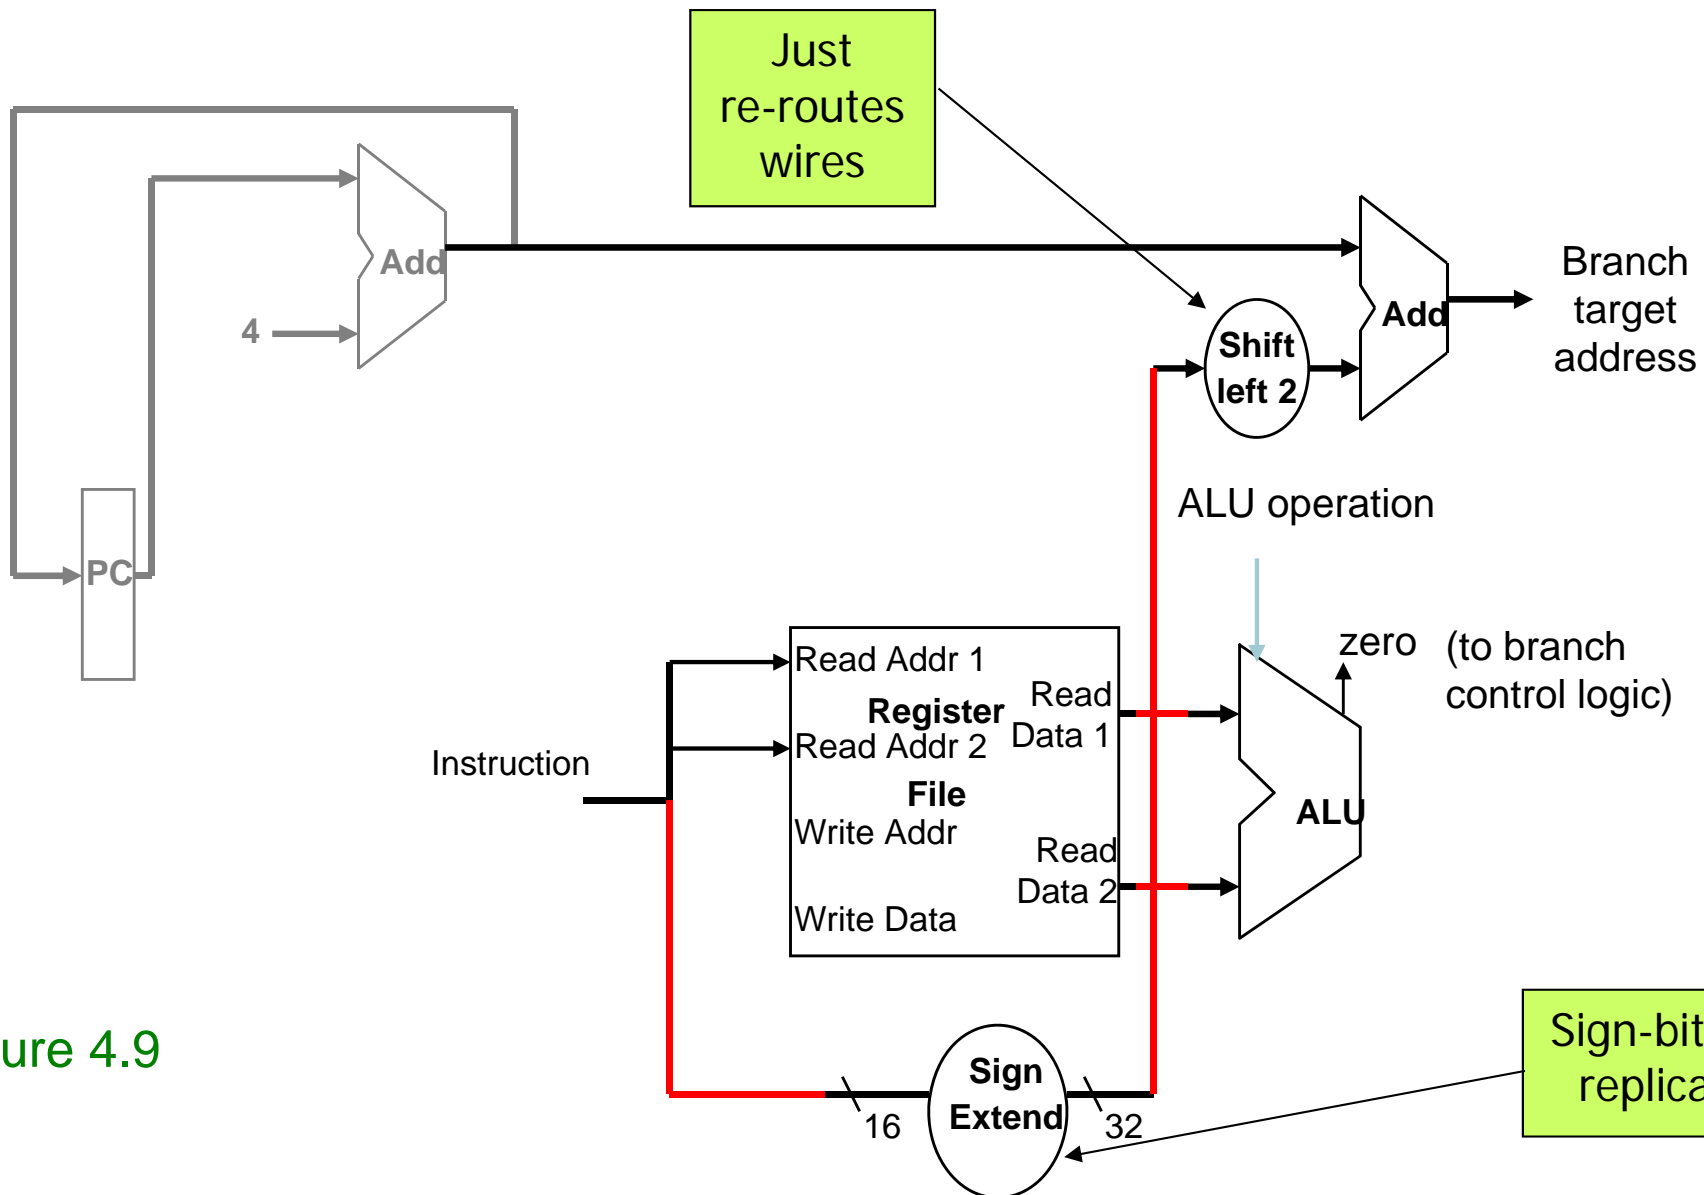 Just
re-routes
wires
Add
4
Add
Branch
target
address
Shift
left 2
PC
ALU operation
Instruction
Read Addr 1
Register
Read Addr 2
File
Write Addr
Write Data
Read
Data 1
Read
Data 2
zero
(to branch
control logic)
ALU
Sign
Extend
16
32
Sign-bit
ure 4.9